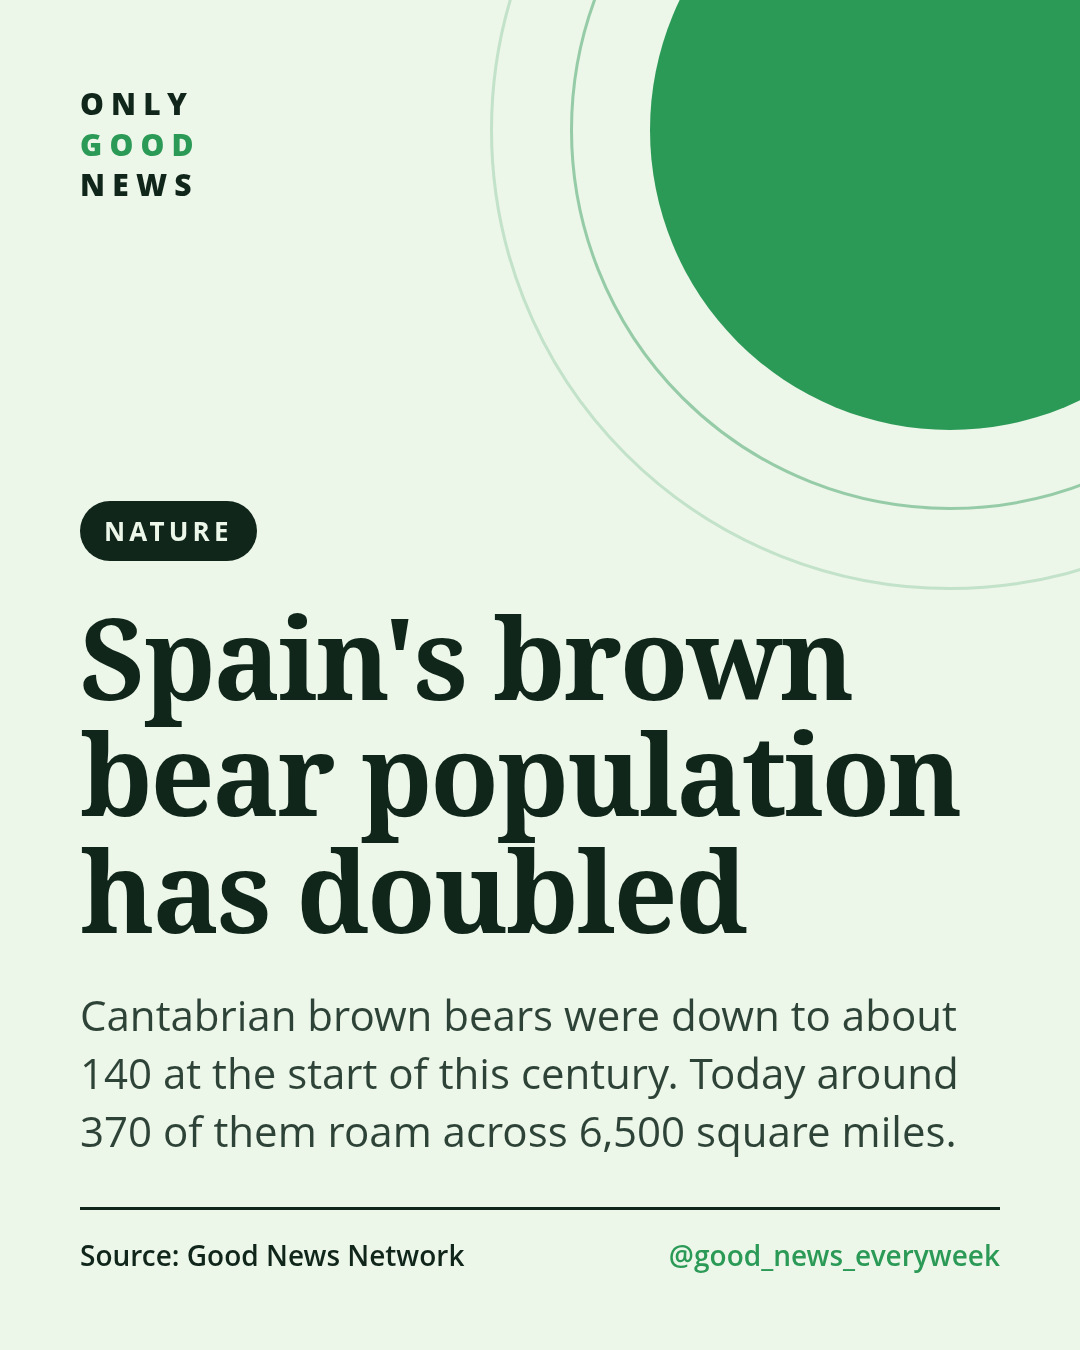 ONLY
GOOD
NEWS
NATURE
Spain's brown
bear population
has doubled
Cantabrian brown bears were down to about
140 at the start of this century. Today around
370 of them roam across 6,500 square miles.
Source: Good News Network
@good_news_everyweek